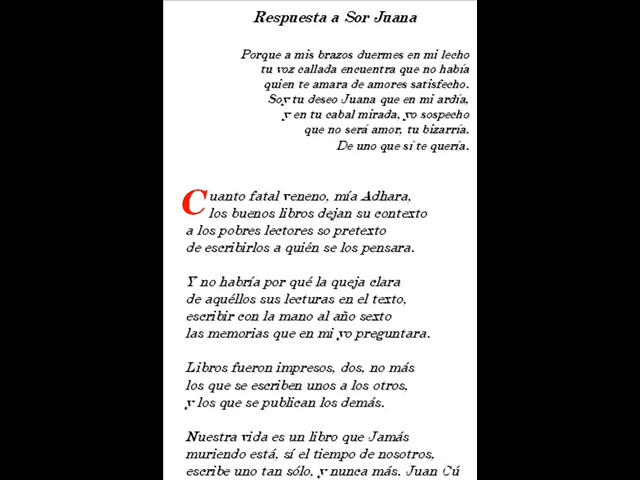 Respuesta a Sor Juana
Porque a mis brazos duermes en mi lecho
tu voz callada encuentra que no había
quien te amara de amores satisfecho.
Soy tu deseo Juana que en mi ardía,
y en tu cabal mirada, yo sospecho
que no será amor, tu bizarría.
De uno que sí te quería.
Cuanto fatal veneno, mía Adhara,
los buenos libros dejan su contexto
a los pobres lectores so pretexto
de escribirlos a quién se los pensara.
Y no habría por qué la queja clara
de aquéllos sus lecturas en el texto,
escribir con la mano al año sexto
las memorias que en mi yo preguntara.
Libros fueron impresos, dos, no más
los que se escriben unos a los otros,
y los que se publican los demás.
Nuestra vida es un libro que Jamás
muriendo está, sí el tiempo de nosotros,
escribe uno tan sólo, y nunca más. Juan Cú